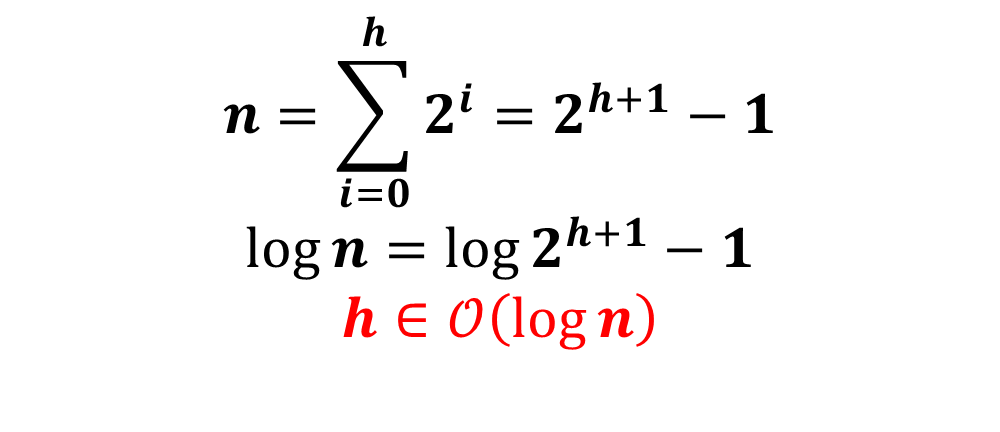 n = ∑_{i=0}^{h} 2^i = 2^{h+1} − 1
log n = log 2^{h+1} − 1
h ∈ 𝒪(log n)